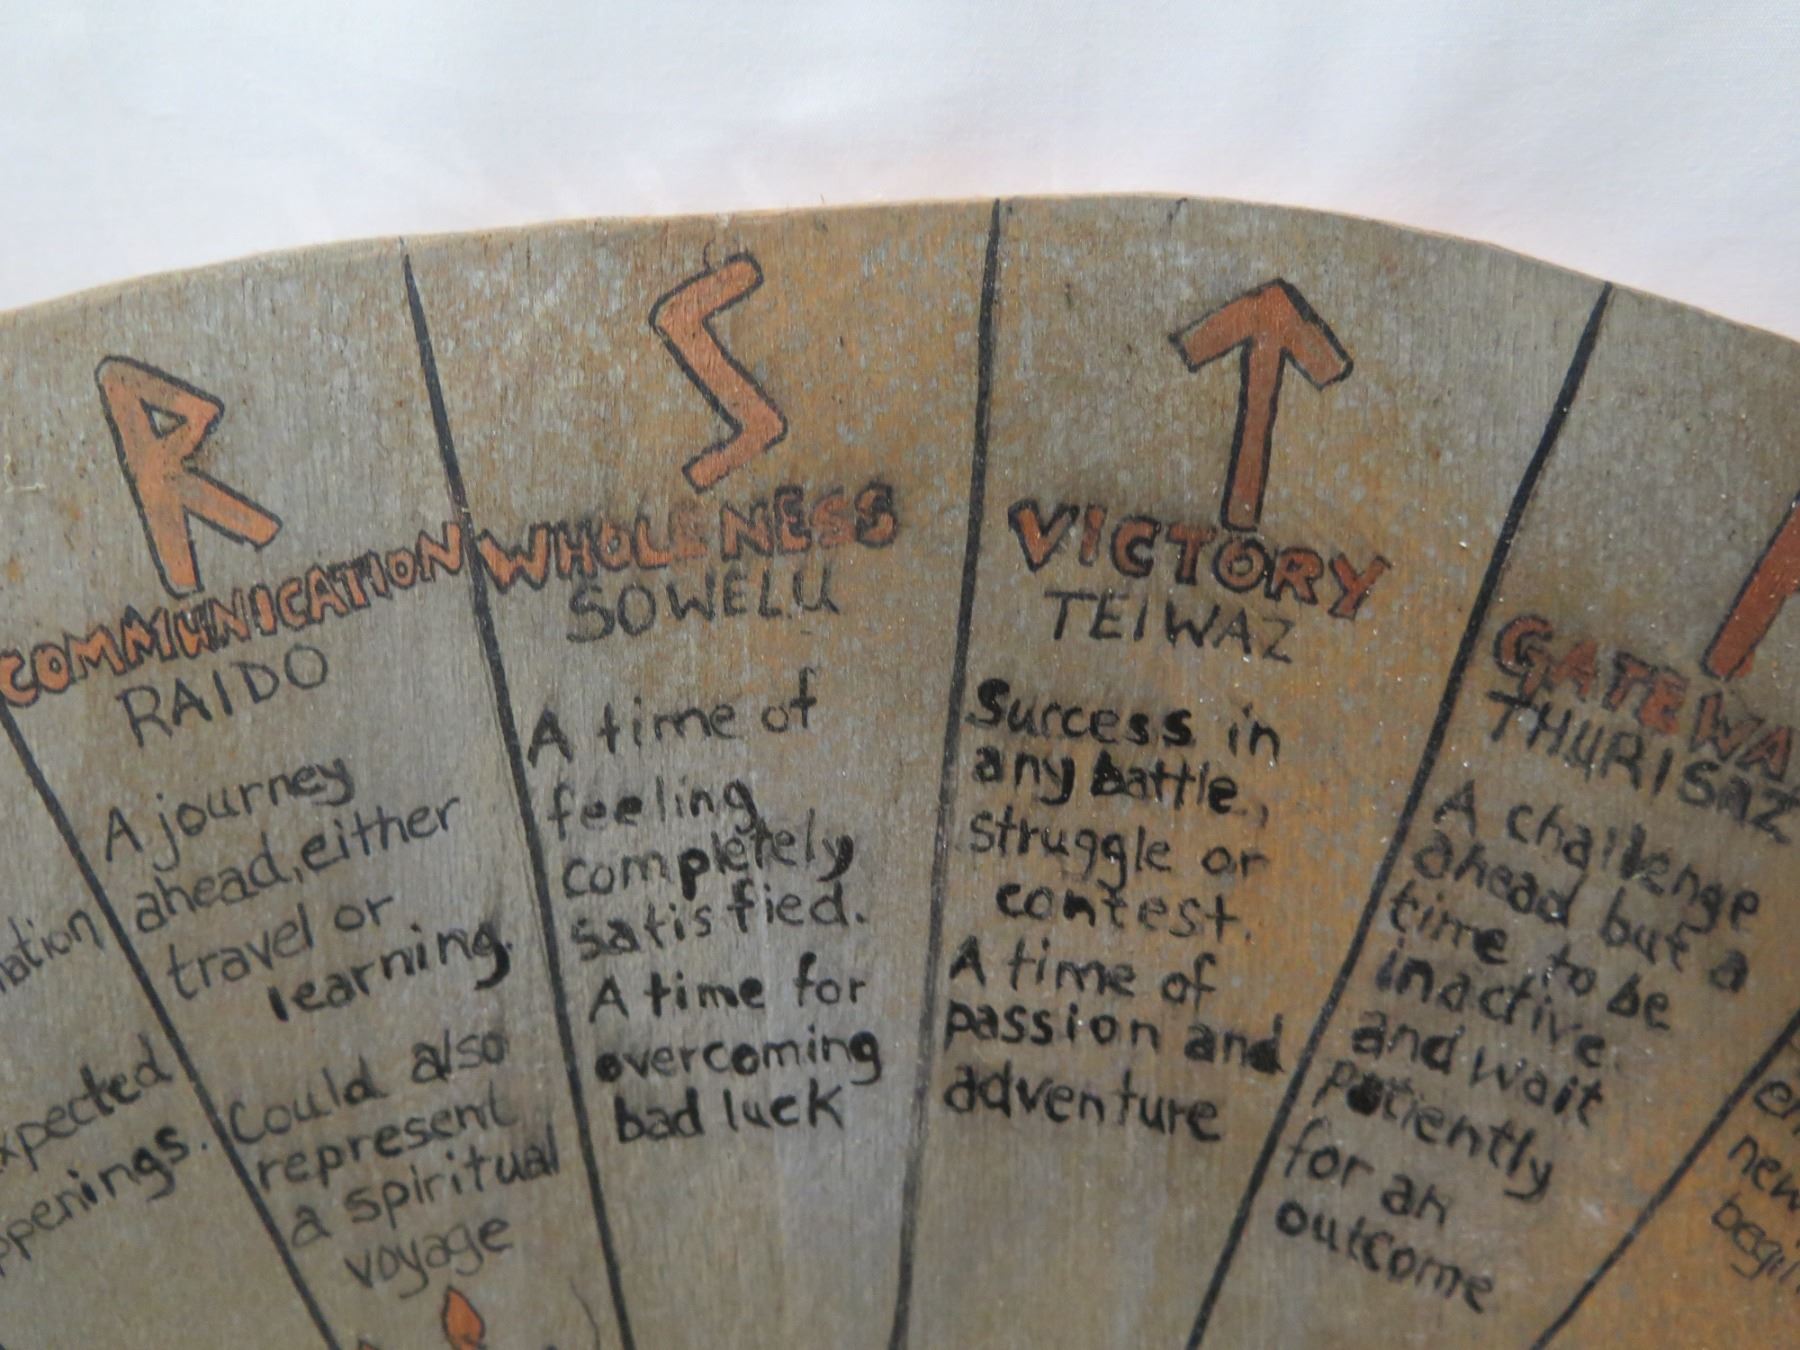 COMMUNICATION
RAIDO
A journey
ahead, either
travel or
learning.
Could also
represent
a spiritual
voyage
WHOLENESS
SOWELU
A time of
feeling
completely
satisfied.
A time for
overcoming
bad luck
VICTORY
TEIWAZ
Success in
any battle,
struggle or
contest.
A time of
passion and
adventure
GATEWA
THURISAZ
A challenge
ahead but a
time to be
inactive
and wait
patiently
for an
outcome
new